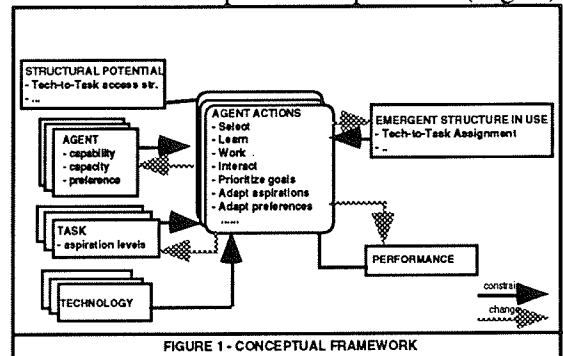 STRUCTURAL POTENTIAL
- Tech-to-Task access str.
- ...
AGENT
- capability
- capacity
- preference
TASK
- aspiration levels
TECHNOLOGY
AGENT ACTIONS
- Select
- Learn
- Work .
- Interact
- Prioritize goals
- Adapt aspirations
- Adapt preferences
......
EMERGENT STRUCTURE IN USE
- Tech-to-Task Assignment
- ..
PERFORMANCE
constrain
change
FIGURE 1 - CONCEPTUAL FRAMEWORK